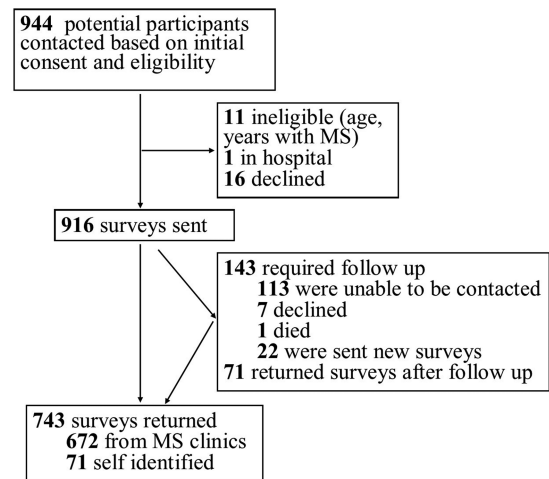 944 potential participants
contacted based on initial
consent and eligibility
11 ineligible (age,
years with MS)
1 in hospital
16 declined
916 surveys sent
143 required follow up
113 were unable to be contacted
7 declined
1 died
22 were sent new surveys
71 returned surveys after follow up
743 surveys returned
672 from MS clinics
71 self identified